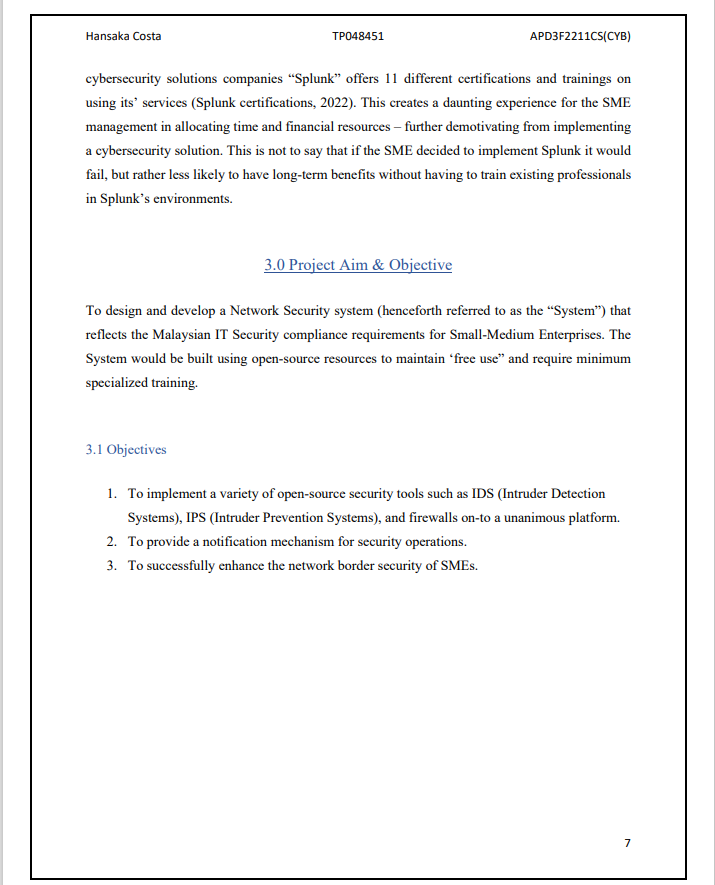 Hansaka Costa TP048451 APD3F2211CS(CYB)
cybersecurity solutions companies “Splunk” offers 11 different certifications and trainings on
using its’ services (Splunk certifications, 2022). This creates a daunting experience for the SME
management in allocating time and financial resources – further demotivating from implementing
a cybersecurity solution. This is not to say that if the SME decided to implement Splunk it would
fail, but rather less likely to have long-term benefits without having to train existing professionals
in Splunk’s environments.
3.0 Project Aim & Objective
To design and develop a Network Security system (henceforth referred to as the “System”) that
reflects the Malaysian IT Security compliance requirements for Small-Medium Enterprises. The
System would be built using open-source resources to maintain ‘free use” and require minimum
specialized training.
3.1 Objectives
1. To implement a variety of open-source security tools such as IDS (Intruder Detection
Systems), IPS (Intruder Prevention Systems), and firewalls on-to a unanimous platform.
2. To provide a notification mechanism for security operations.
3. To successfully enhance the network border security of SMEs.
7